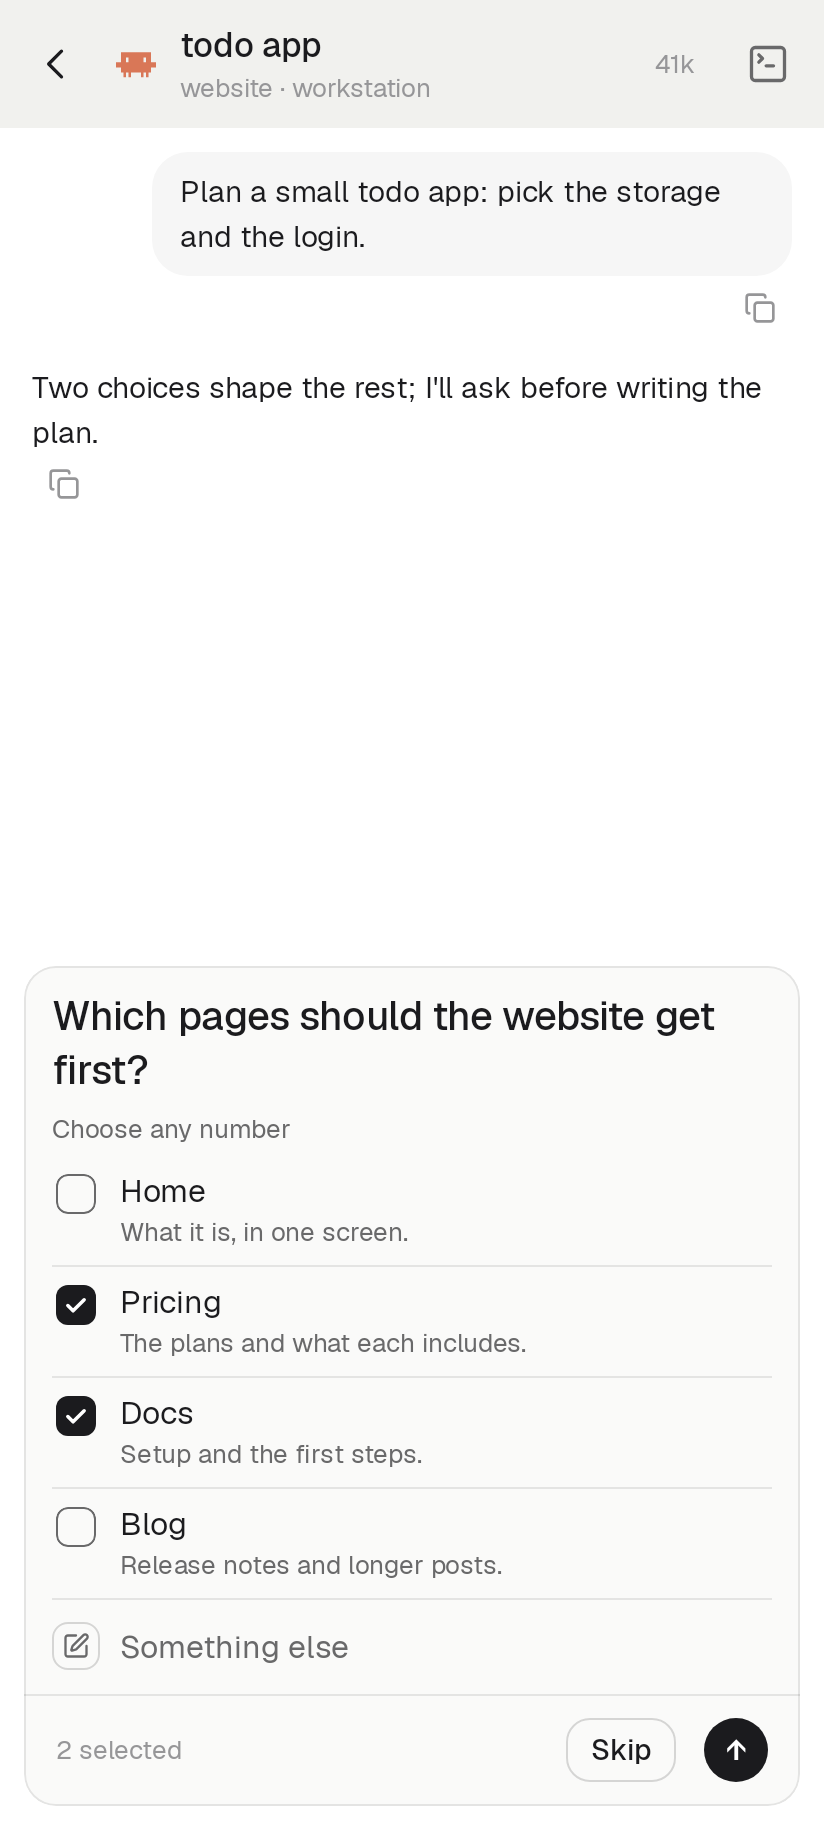 todo app
website · workstation
41k
Plan a small todo app: pick the storage
and the login.
Two choices shape the rest; I'll ask before writing the
plan.
Which pages should the website get
first?
Choose any number
Home
What it is, in one screen.
Pricing
The plans and what each includes.
Docs
Setup and the first steps.
Blog
Release notes and longer posts.
Something else
2 selected
Skip